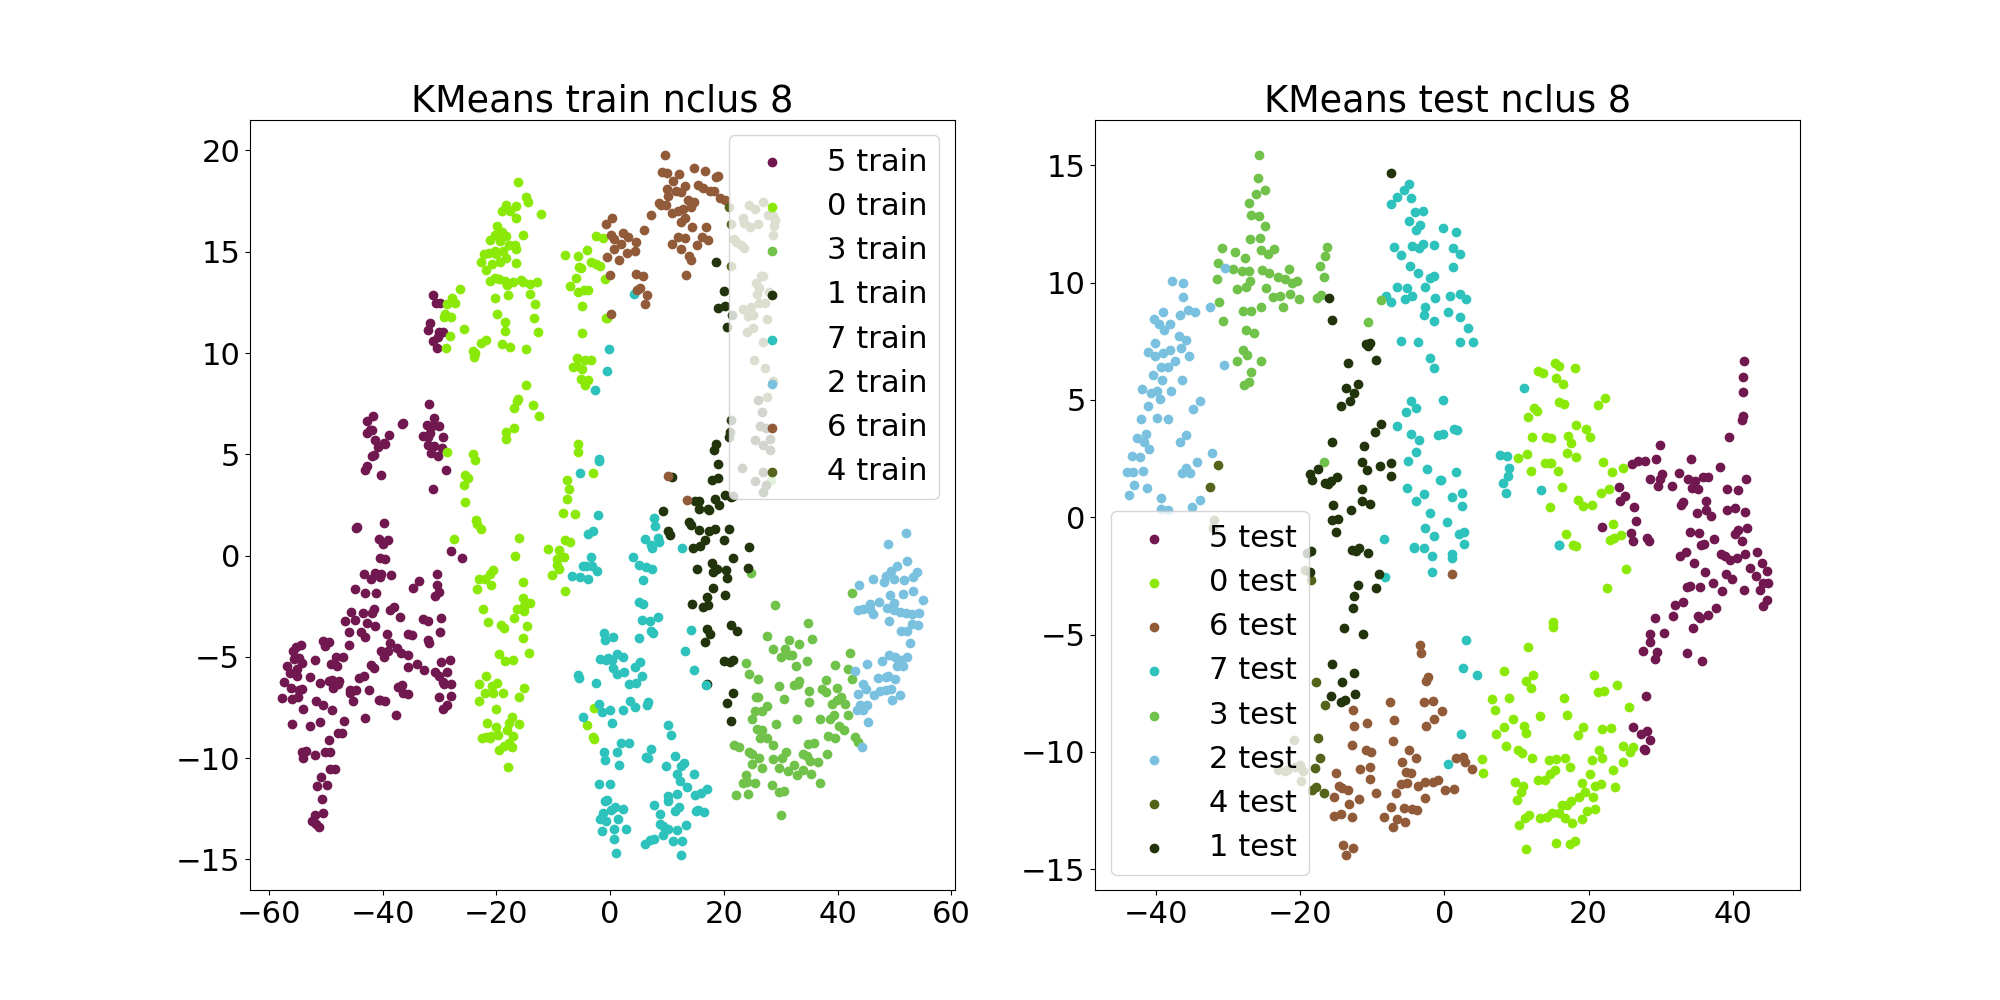 KMeans train nclus 8
20
15
10
5
0
−5
−10
−15
−60
−40
−20
0
20
40
60
5 train
0 train
3 train
1 train
7 train
2 train
6 train
4 train
KMeans test nclus 8
15
10
5
0
−5
−10
−15
−40
−20
0
20
40
5 test
0 test
6 test
7 test
3 test
2 test
4 test
1 test